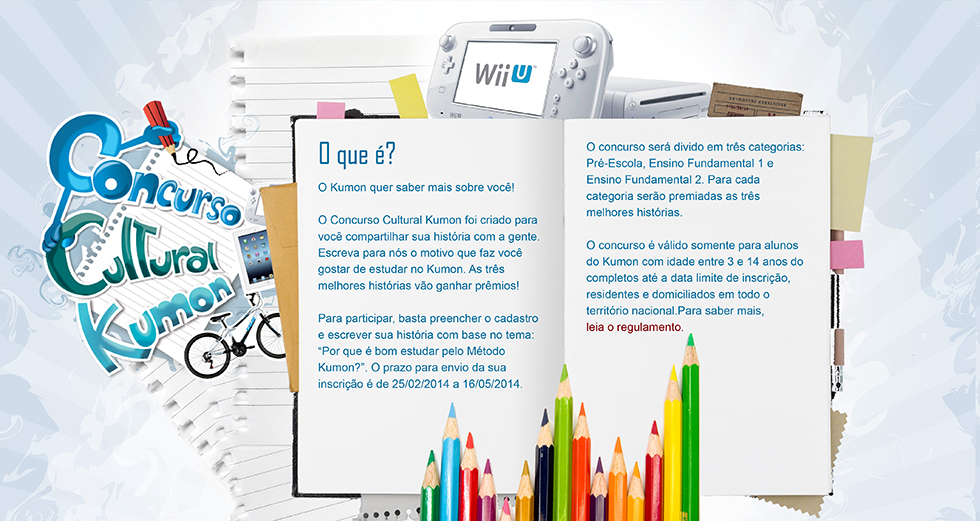 Wii U
Concurso
Cultural
Kumon
O que é?
O Kumon quer saber mais sobre você!
O Concurso Cultural Kumon foi criado para
você compartilhar sua história com a gente.
Escreva para nós o motivo que faz você
gostar de estudar no Kumon. As três
melhores histórias vão ganhar prêmios!
Para participar, basta preencher o cadastro
e escrever sua história com base no tema:
“Por que é bom estudar pelo Método
Kumon?”. O prazo para envio da sua
inscrição é de 25/02/2014 a 16/05/2014.
O concurso será divido em três categorias:
Pré-Escola, Ensino Fundamental 1 e
Ensino Fundamental 2. Para cada
categoria serão premiadas as três
melhores histórias.
O concurso é válido somente para alunos
do Kumon com idade entre 3 e 14 anos do
completos até a data limite de inscrição,
residentes e domiciliados em todo o
território nacional.Para saber mais,
leia o regulamento.